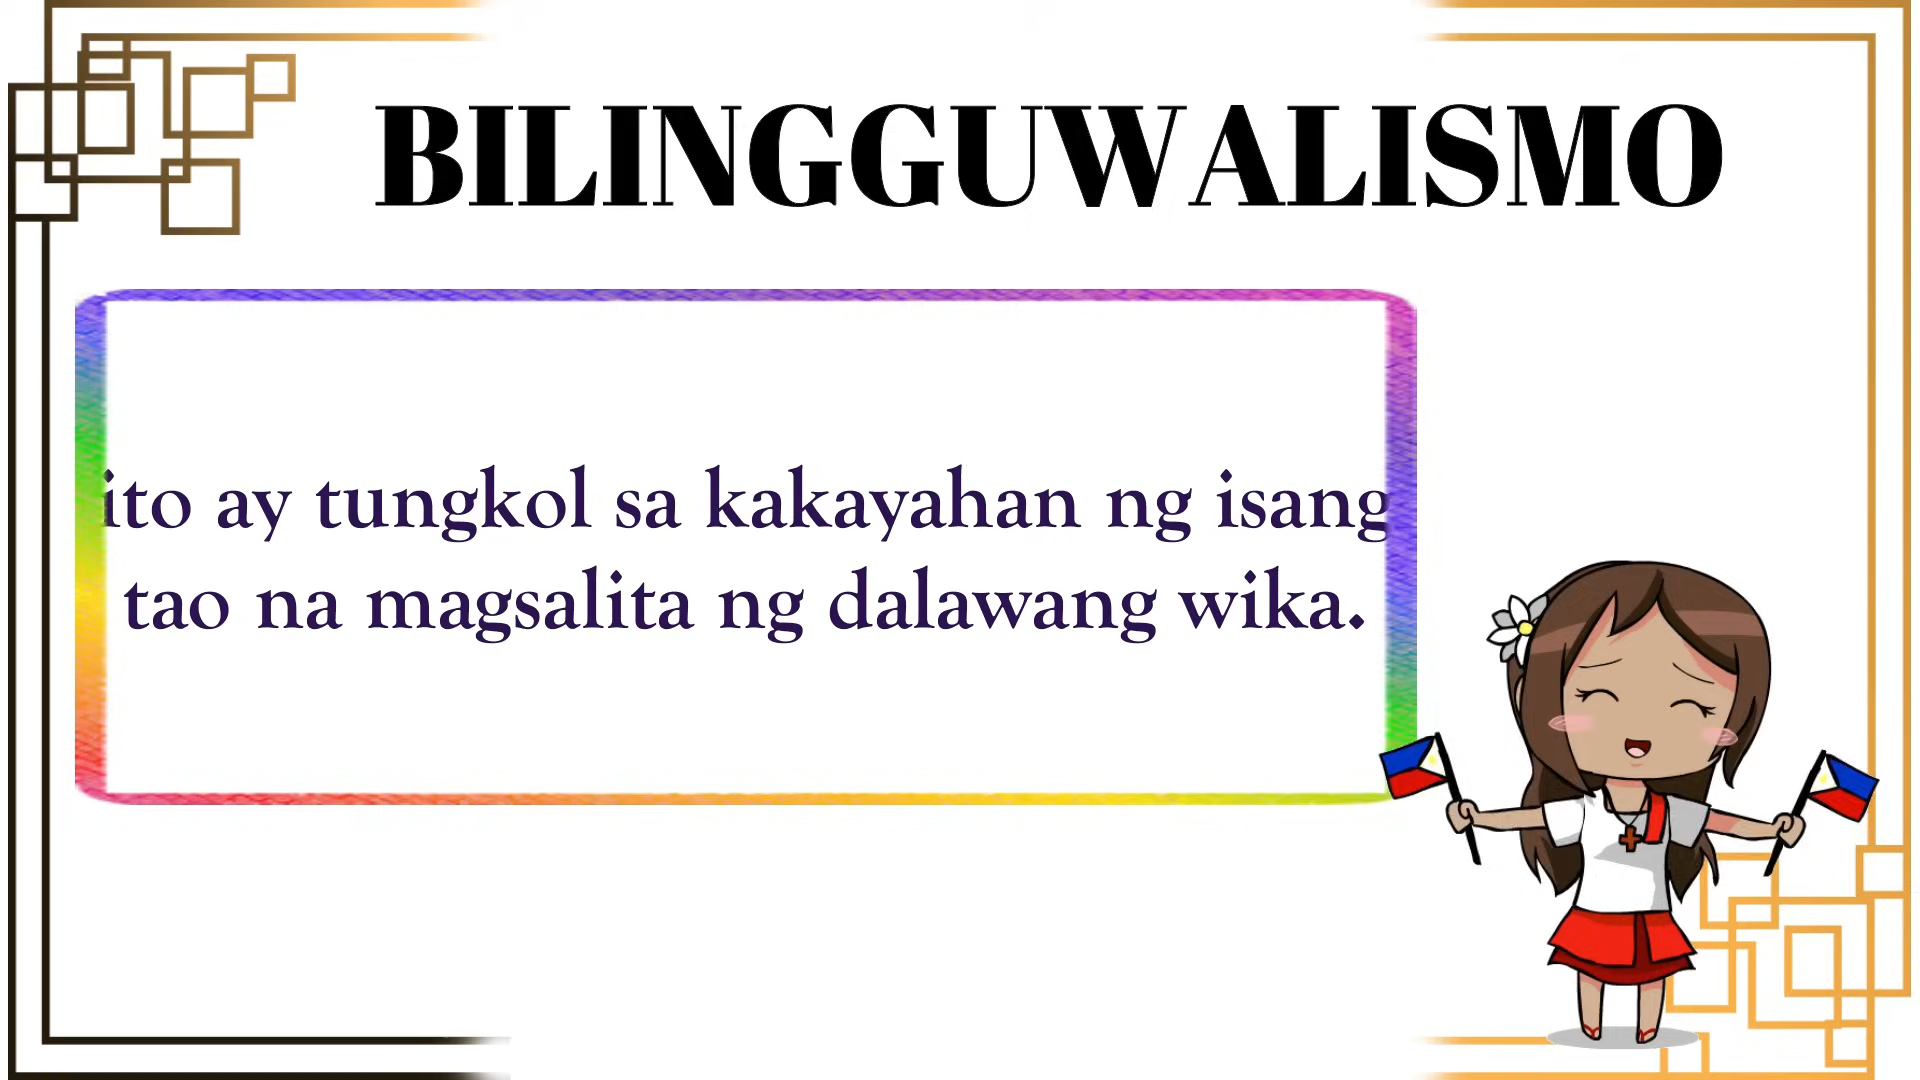 BILINGGUWALISMO
ito ay tungkol sa kakayahan ng isang
tao na magsalita ng dalawang wika.